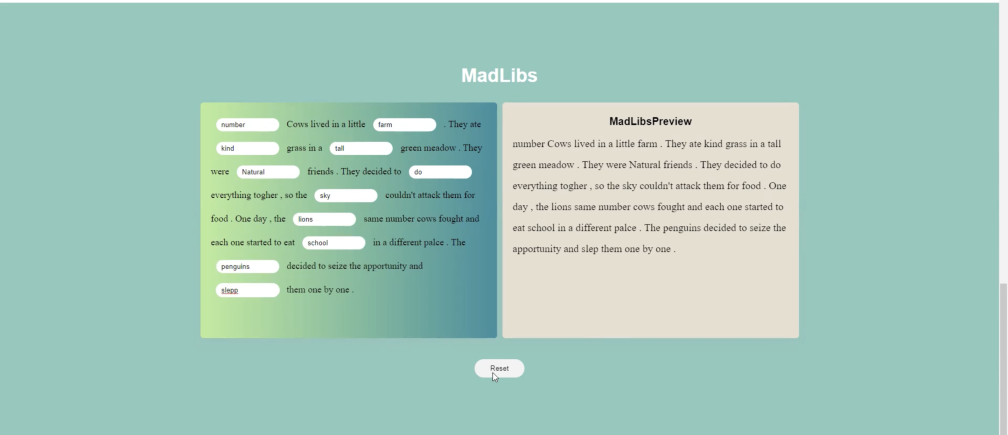 MadLibs
number Cows lived in a little farm . They ate
kind grass in a tall green meadow . They
were Natural friends . They decided to do
everything togher , so the sky couldn't attack them for
food . One day , the lions same number cows fought and
each one started to eat school in a different palce . The
penguins decided to seize the apportunity and
slepp them one by one .
MadLibsPreview
number Cows lived in a little farm . They ate kind grass in a tall
green meadow . They were Natural friends . They decided to do
everything togher , so the sky couldn't attack them for food . One
day , the lions same number cows fought and each one started to
eat school in a different palce . The penguins decided to seize the
apportunity and slep them one by one .
Reset